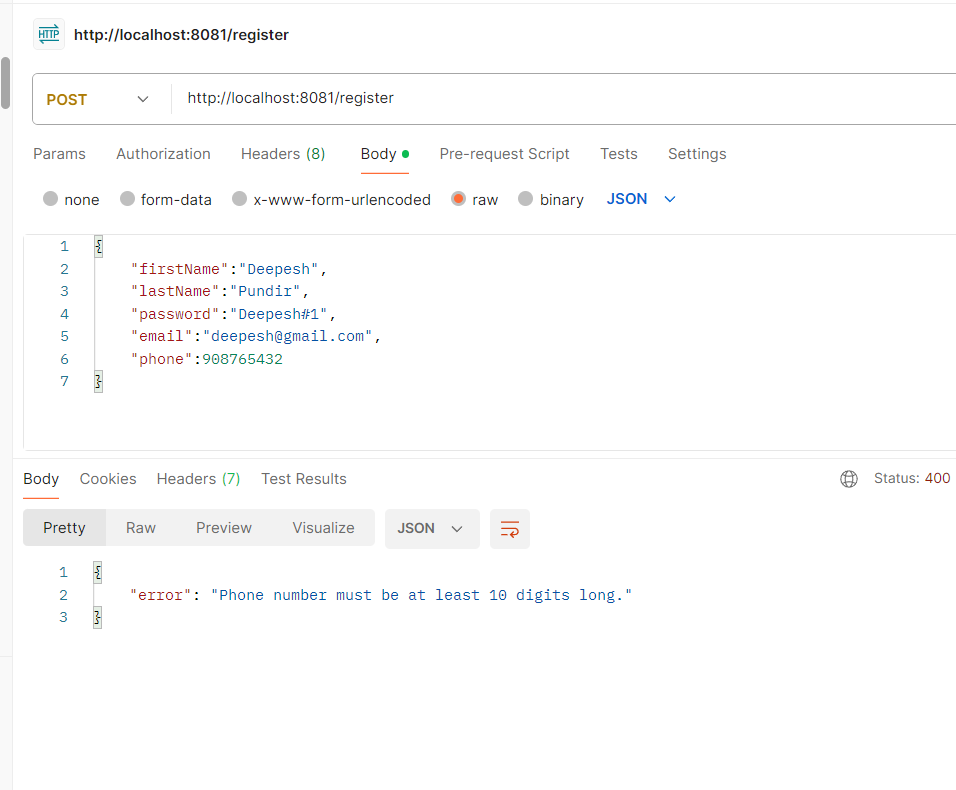 HTTP http://localhost:8081/register
POST http://localhost:8081/register
Params Authorization Headers (8) Body Pre-request Script Tests Settings
none form-data x-www-form-urlencoded raw binary JSON
1 {
2 "firstName":"Deepesh",
3 "lastName":"Pundir",
4 "password":"Deepesh#1",
5 "email":"deepesh@gmail.com",
6 "phone":908765432
7 }
Body Cookies Headers (7) Test Results Status: 400
Pretty Raw Preview Visualize JSON
1 {
2 "error": "Phone number must be at least 10 digits long."
3 }